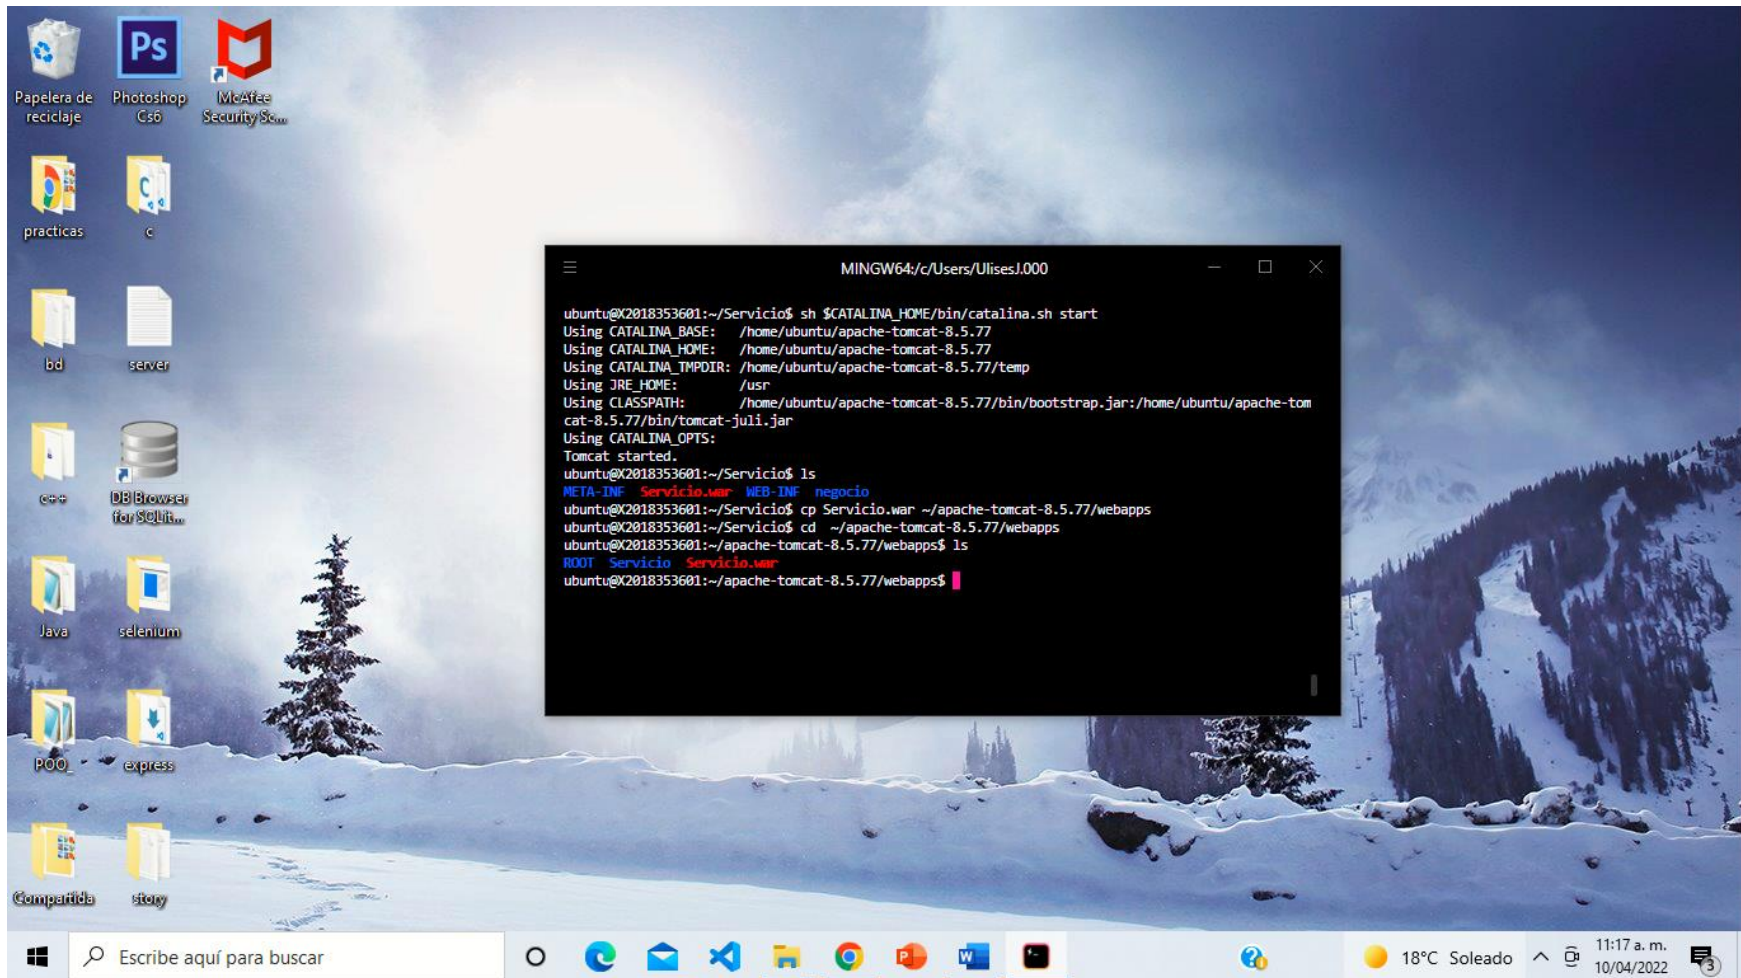 Papelera de
reciclaje
Ps
Photoshop
Cs6
McAfee
Security Sc...
practicas
C
c
bd
server
c++
DB Browser
for SQLit...
Java
selenium
POO_
express
Compartida
story
MINGW64:/c/Users/UlisesJ.000
ubuntu@X2018353601:~/Servicio$ sh $CATALINA_HOME/bin/catalina.sh start
Using CATALINA_BASE:   /home/ubuntu/apache-tomcat-8.5.77
Using CATALINA_HOME:   /home/ubuntu/apache-tomcat-8.5.77
Using CATALINA_TMPDIR: /home/ubuntu/apache-tomcat-8.5.77/temp
Using JRE_HOME:        /usr
Using CLASSPATH:       /home/ubuntu/apache-tomcat-8.5.77/bin/bootstrap.jar:/home/ubuntu/apache-tom
cat-8.5.77/bin/tomcat-juli.jar
Using CATALINA_OPTS:
Tomcat started.
ubuntu@X2018353601:~/Servicio$ ls
META-INF  Servicio.war  WEB-INF  negocio
ubuntu@X2018353601:~/Servicio$ cp Servicio.war ~/apache-tomcat-8.5.77/webapps
ubuntu@X2018353601:~/Servicio$ cd  ~/apache-tomcat-8.5.77/webapps
ubuntu@X2018353601:~/apache-tomcat-8.5.77/webapps$ ls
ROOT  Servicio  Servicio.war
ubuntu@X2018353601:~/apache-tomcat-8.5.77/webapps$
Escribe aquí para buscar
18°C Soleado
11:17 a. m.
10/04/2022
3